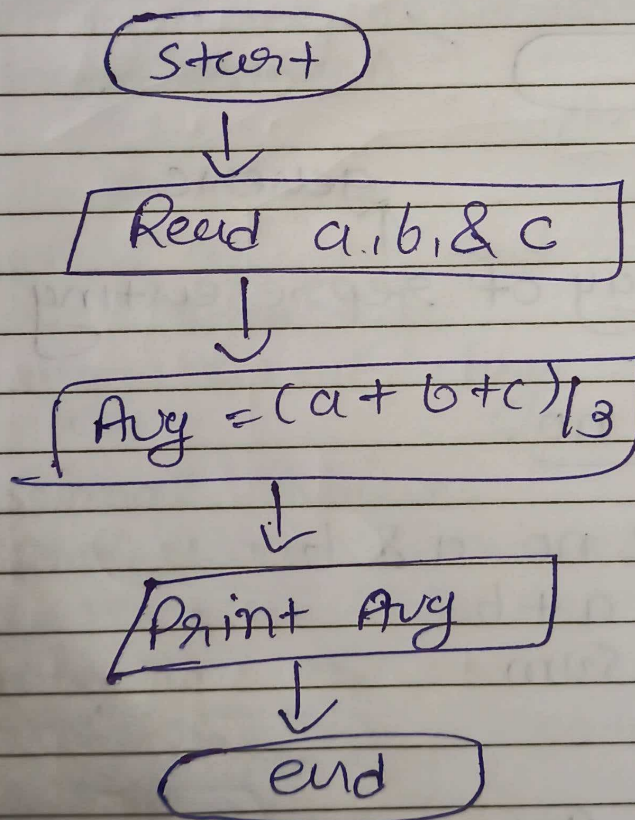 Start
Read a, b, & c
Avg = (a + b + c) / 3
Print Avg
end